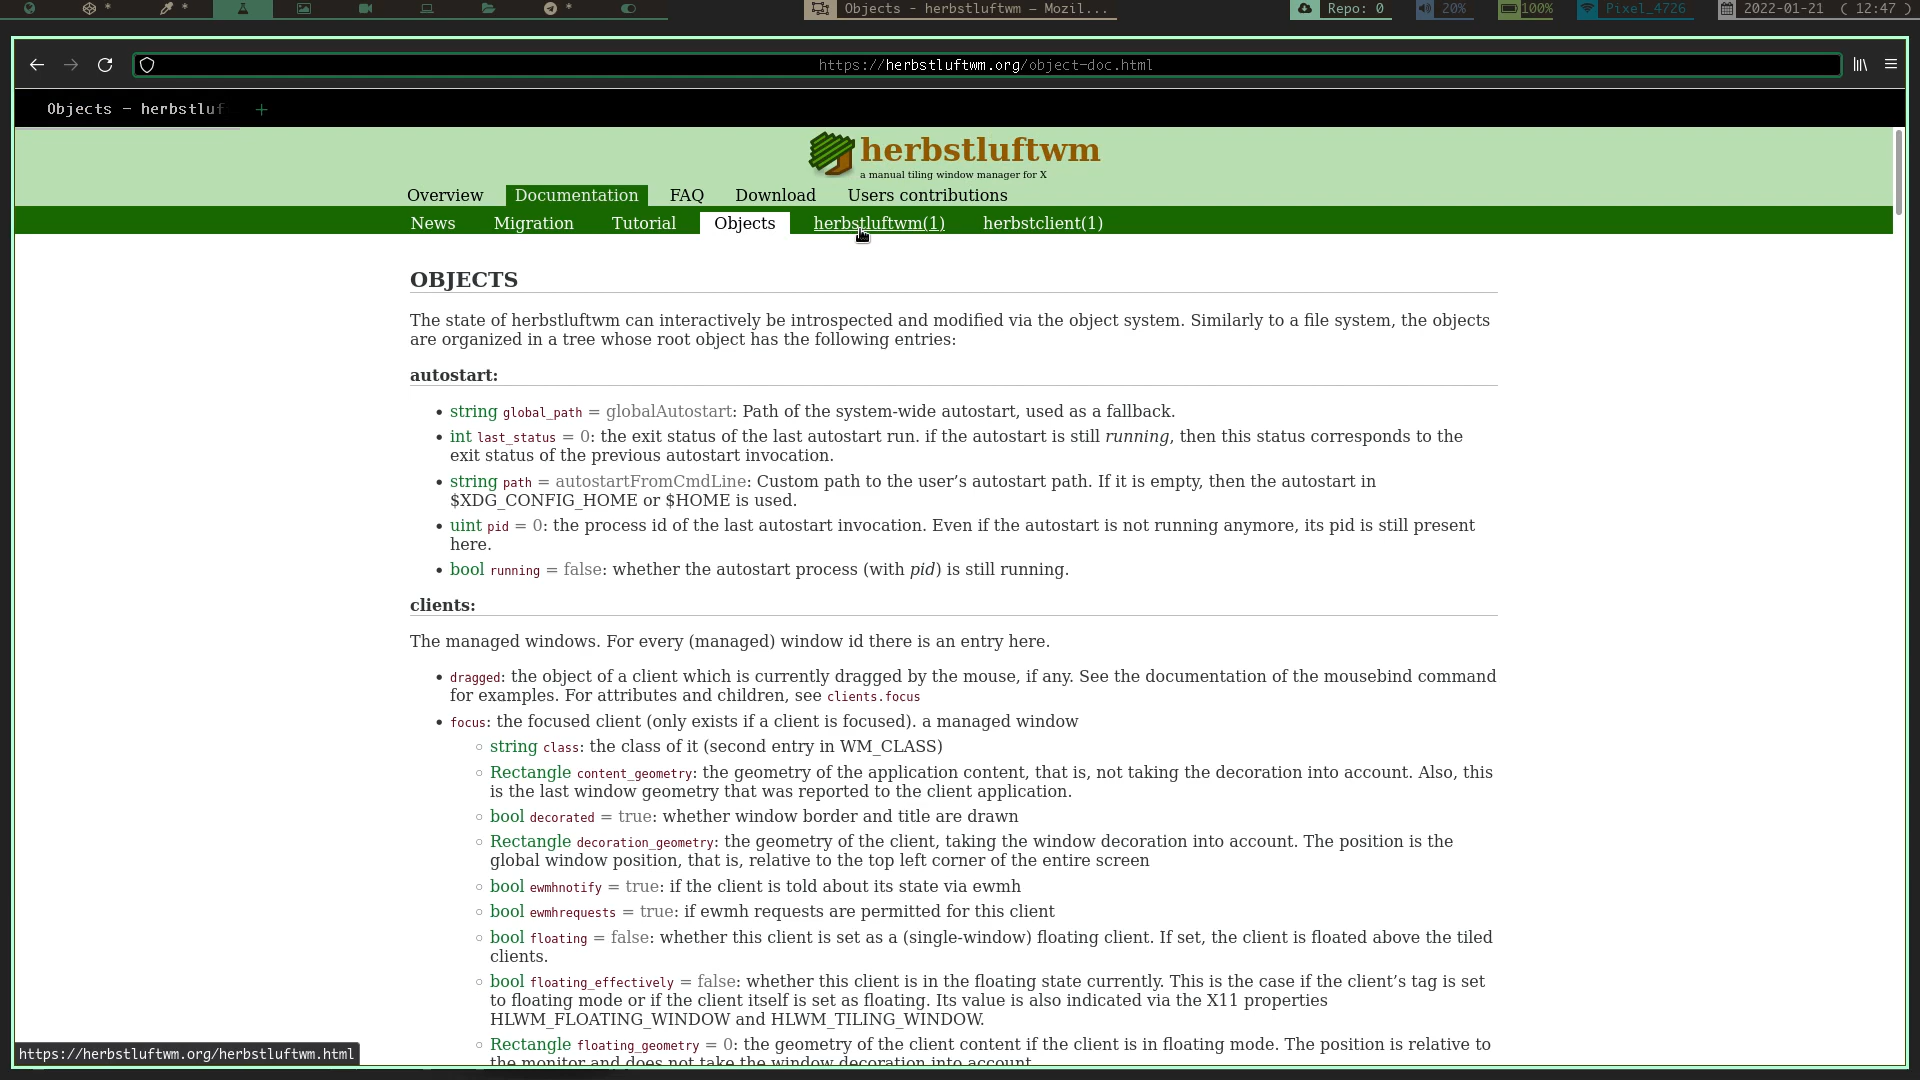 *
*
*
Objects - herbstluftwm — Mozil...
Repo: 0
20%
100%
Pixel_4726
2022-01-21 ( 12:47 )
https://herbstluftwm.org/object-doc.html
Objects — herbstluf
+
herbstluftwm
a manual tiling window manager for X
Overview Documentation FAQ Download Users contributions
News Migration Tutorial Objects herbstluftwm(1) herbstclient(1)
OBJECTS
The state of herbstluftwm can interactively be introspected and modified via the object system. Similarly to a file system, the objects
are organized in a tree whose root object has the following entries:
autostart:
• string global_path = globalAutostart: Path of the system-wide autostart, used as a fallback.
• int last_status = 0: the exit status of the last autostart run. if the autostart is still running, then this status corresponds to the
exit status of the previous autostart invocation.
• string path = autostartFromCmdLine: Custom path to the user’s autostart path. If it is empty, then the autostart in
$XDG_CONFIG_HOME or $HOME is used.
• uint pid = 0: the process id of the last autostart invocation. Even if the autostart is not running anymore, its pid is still present
here.
• bool running = false: whether the autostart process (with pid) is still running.
clients:
The managed windows. For every (managed) window id there is an entry here.
• dragged: the object of a client which is currently dragged by the mouse, if any. See the documentation of the mousebind command
for examples. For attributes and children, see clients.focus
• focus: the focused client (only exists if a client is focused). a managed window
◦ string class: the class of it (second entry in WM_CLASS)
◦ Rectangle content_geometry: the geometry of the application content, that is, not taking the decoration into account. Also, this
is the last window geometry that was reported to the client application.
◦ bool decorated = true: whether window border and title are drawn
◦ Rectangle decoration_geometry: the geometry of the client, taking the window decoration into account. The position is the
global window position, that is, relative to the top left corner of the entire screen
◦ bool ewmhnotify = true: if the client is told about its state via ewmh
◦ bool ewmhrequests = true: if ewmh requests are permitted for this client
◦ bool floating = false: whether this client is set as a (single-window) floating client. If set, the client is floated above the tiled
clients.
◦ bool floating_effectively = false: whether this client is in the floating state currently. This is the case if the client’s tag is set
to floating mode or if the client itself is set as floating. Its value is also indicated via the X11 properties
HLWM_FLOATING_WINDOW and HLWM_TILING_WINDOW.
◦ Rectangle floating_geometry = 0: the geometry of the client content if the client is in floating mode. The position is relative to
the monitor and does not take the window decoration into account
https://herbstluftwm.org/herbstluftwm.html